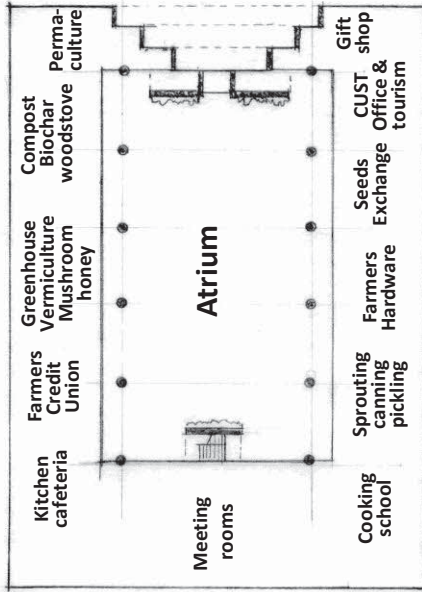 Kitchen
cafeteria
Farmers
Credit
Union
Greenhouse
Vermiculture
Mushroom
honey
Compost
Biochar
woodstove
Perma-
culture
Meeting
rooms
Atrium
Cooking
school
Sprouting
canning
pickling
Farmers
Hardware
Seeds
Exchange
CUST
Office &
tourism
Gift
shop